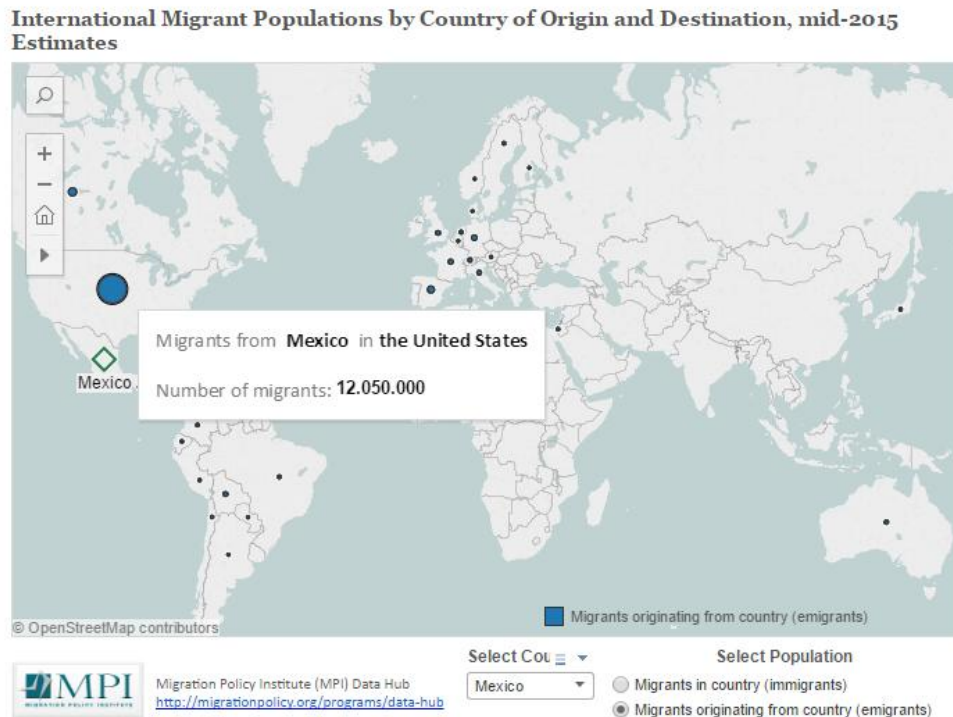 International Migrant Populations by Country of Origin and Destination, mid-2015
Estimates
Migrants from Mexico in the United States
Mexico
Number of migrants: 12.050.000
Migrants originating from country (emigrants)
© OpenStreetMap contributors
Select Cou
Select Population
MPI
MIGRATION POLICY INSTITUTE
Migration Policy Institute (MPI) Data Hub
http://migrationpolicy.org/programs/data-hub
Mexico
Migrants in country (immigrants)
Migrants originating from country (emigrants)